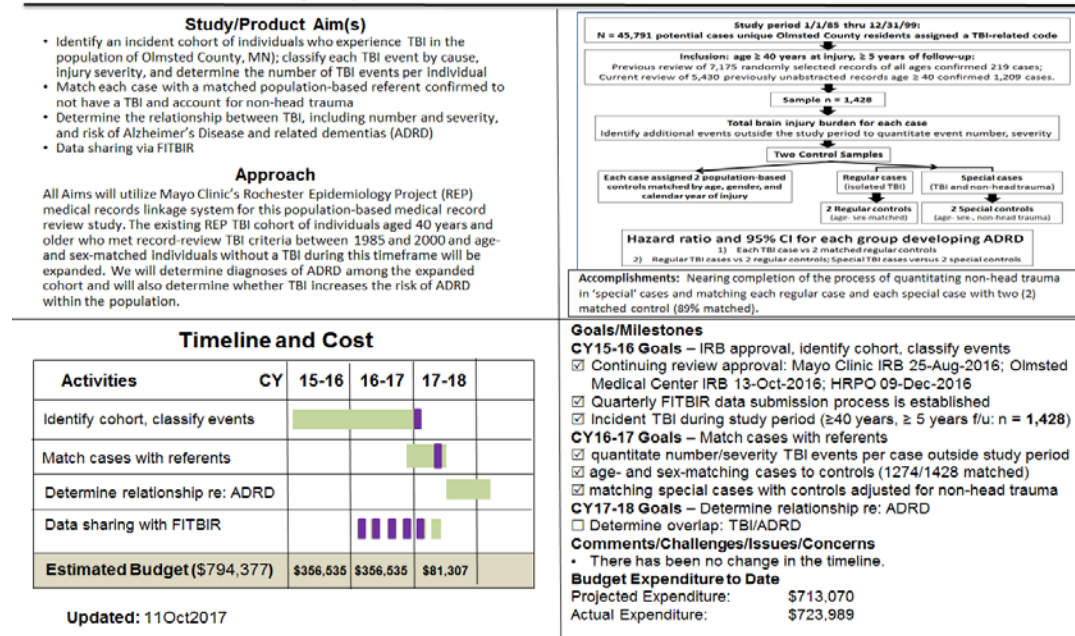 Study/Product Aim(s)
• Identify an incident cohort of individuals who experience TBI in the
population of Olmsted County, MN); classify each TBI event by cause,
injury severity, and determine the number of TBI events per individual
• Match each case with a matched population-based referent confirmed to
not have a TBI and account for non-head trauma
• Determine the relationship between TBI, including number and severity,
and risk of Alzheimer's Disease and related dementias (ADRD)
• Data sharing via FITBIR
Approach
All Aims will utilize Mayo Clinic's Rochester Epidemiology Project (REP)
medical records linkage system for this population-based medical record
review study. The existing REP TBI cohort of individuals aged 40 years and
older who met record-review TBI criteria between 1985 and 2000 and age-
and sex-matched individuals without a TBI during this timeframe will be
expanded. We will determine diagnoses of ADRD among the expanded
cohort and will also determine whether TBI increases the risk of ADRD
within the population.
Study period 1/1/85 thru 12/31/99:
N = 45,791 potential cases unique Olmsted County residents assigned a TBI-related code
Inclusion: age ≥ 40 years at injury, ≥ 5 years of follow-up:
Previous review of 7,175 randomly selected records of all ages confirmed 219 cases:
Current review of 5,430 previously unabstracted records age ≥ 40 confirmed 1,209 cases.
Sample n = 1,428
Total brain injury burden for each case
Identify additional events outside the study period to quantitate event number, severity
Two Control Samples
Each case assigned 2 population-based
controls matched by age, gender, and
calendar year of injury
Regular cases
(isolated TBI)
Special cases
(TBI and non-head trauma)
2 Regular controls
(age- sex-matched)
2 Special controls
(age- sex-, non-head trauma)
Hazard ratio and 95% CI for each group developing ADRD
1) Each TBI case vs 2 matched regular controls
2) Regular TBI cases vs 2 regular controls; Special TBI cases versus 2 special controls
Accomplishments: Nearing completion of the process of quantitating non-head trauma
in 'special' cases and matching each regular case and each special case with two (2)
matched control (89% matched).
Timeline and Cost
Activities CY 15-16 16-17 17-18
Identify cohort, classify events
Match cases with referents
Determine relationship re: ADRD
Data sharing with FITBIR
Estimated Budget ($794,377) $356,535 $356,535 $81,307
Updated: 11Oct2017
Goals/Milestones
CY15-16 Goals – IRB approval, identify cohort, classify events
☑ Continuing review approval: Mayo Clinic IRB 25-Aug-2016; Olmsted
Medical Center IRB 13-Oct-2016; HRPO 09-Dec-2016
☑ Quarterly FITBIR data submission process is established
☑ Incident TBI during study period (≥40 years, ≥ 5 years f/u: n = 1,428)
CY16-17 Goals – Match cases with referents
☑ quantitate number/severity TBI events per case outside study period
☑ age- and sex-matching cases to controls (1274/1428 matched)
☑ matching special cases with controls adjusted for non-head trauma
CY17-18 Goals – Determine relationship re: ADRD
☐ Determine overlap: TBI/ADRD
Comments/Challenges/Issues/Concerns
• There has been no change in the timeline.
Budget Expenditure to Date
Projected Expenditure: $713,070
Actual Expenditure: $723,989